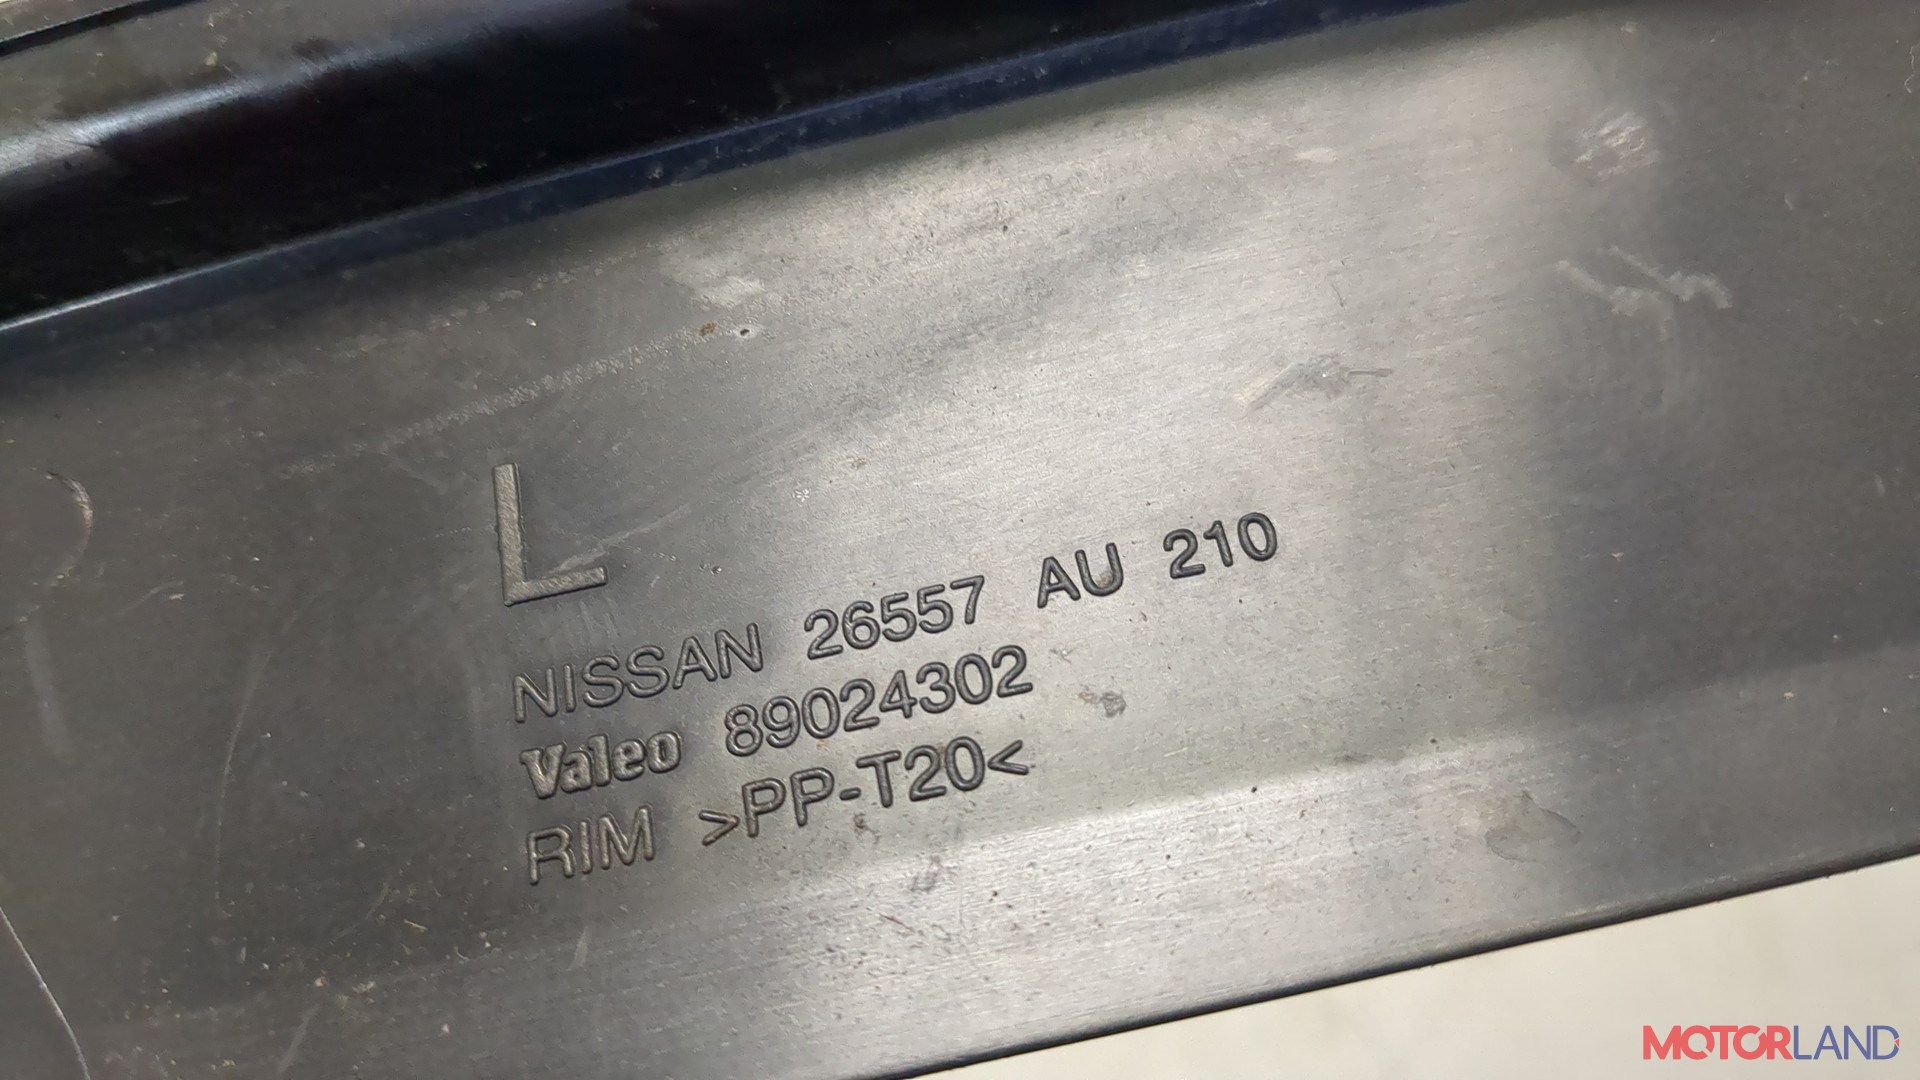 L
NISSAN 26557 AU 210
Valeo 89024302
RIM >PP-T20<
MOTORLAND